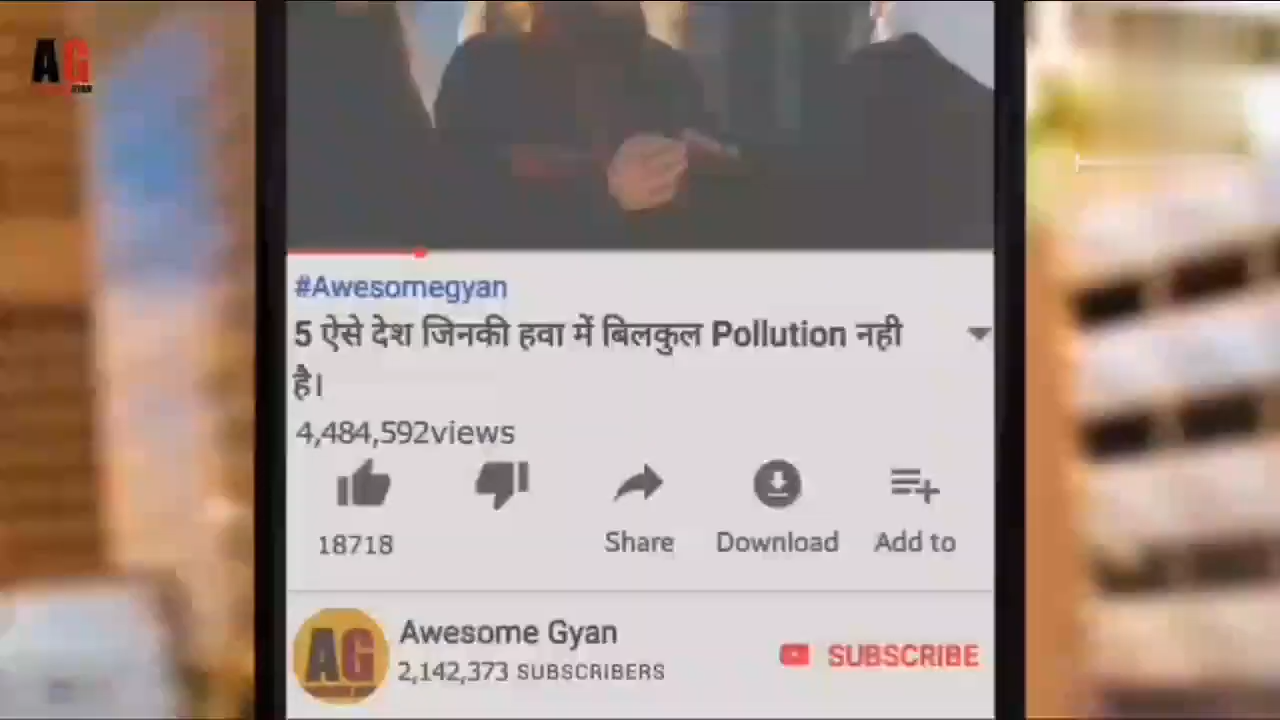 AG
#Awesomegyan
5 ऐसे देश जिनकी हवा में बिलकुल Pollution नही
है।
4,484,592views
18718
Share
Download
Add to
AG
Awesome Gyan
2,142,373 SUBSCRIBERS
SUBSCRIBE